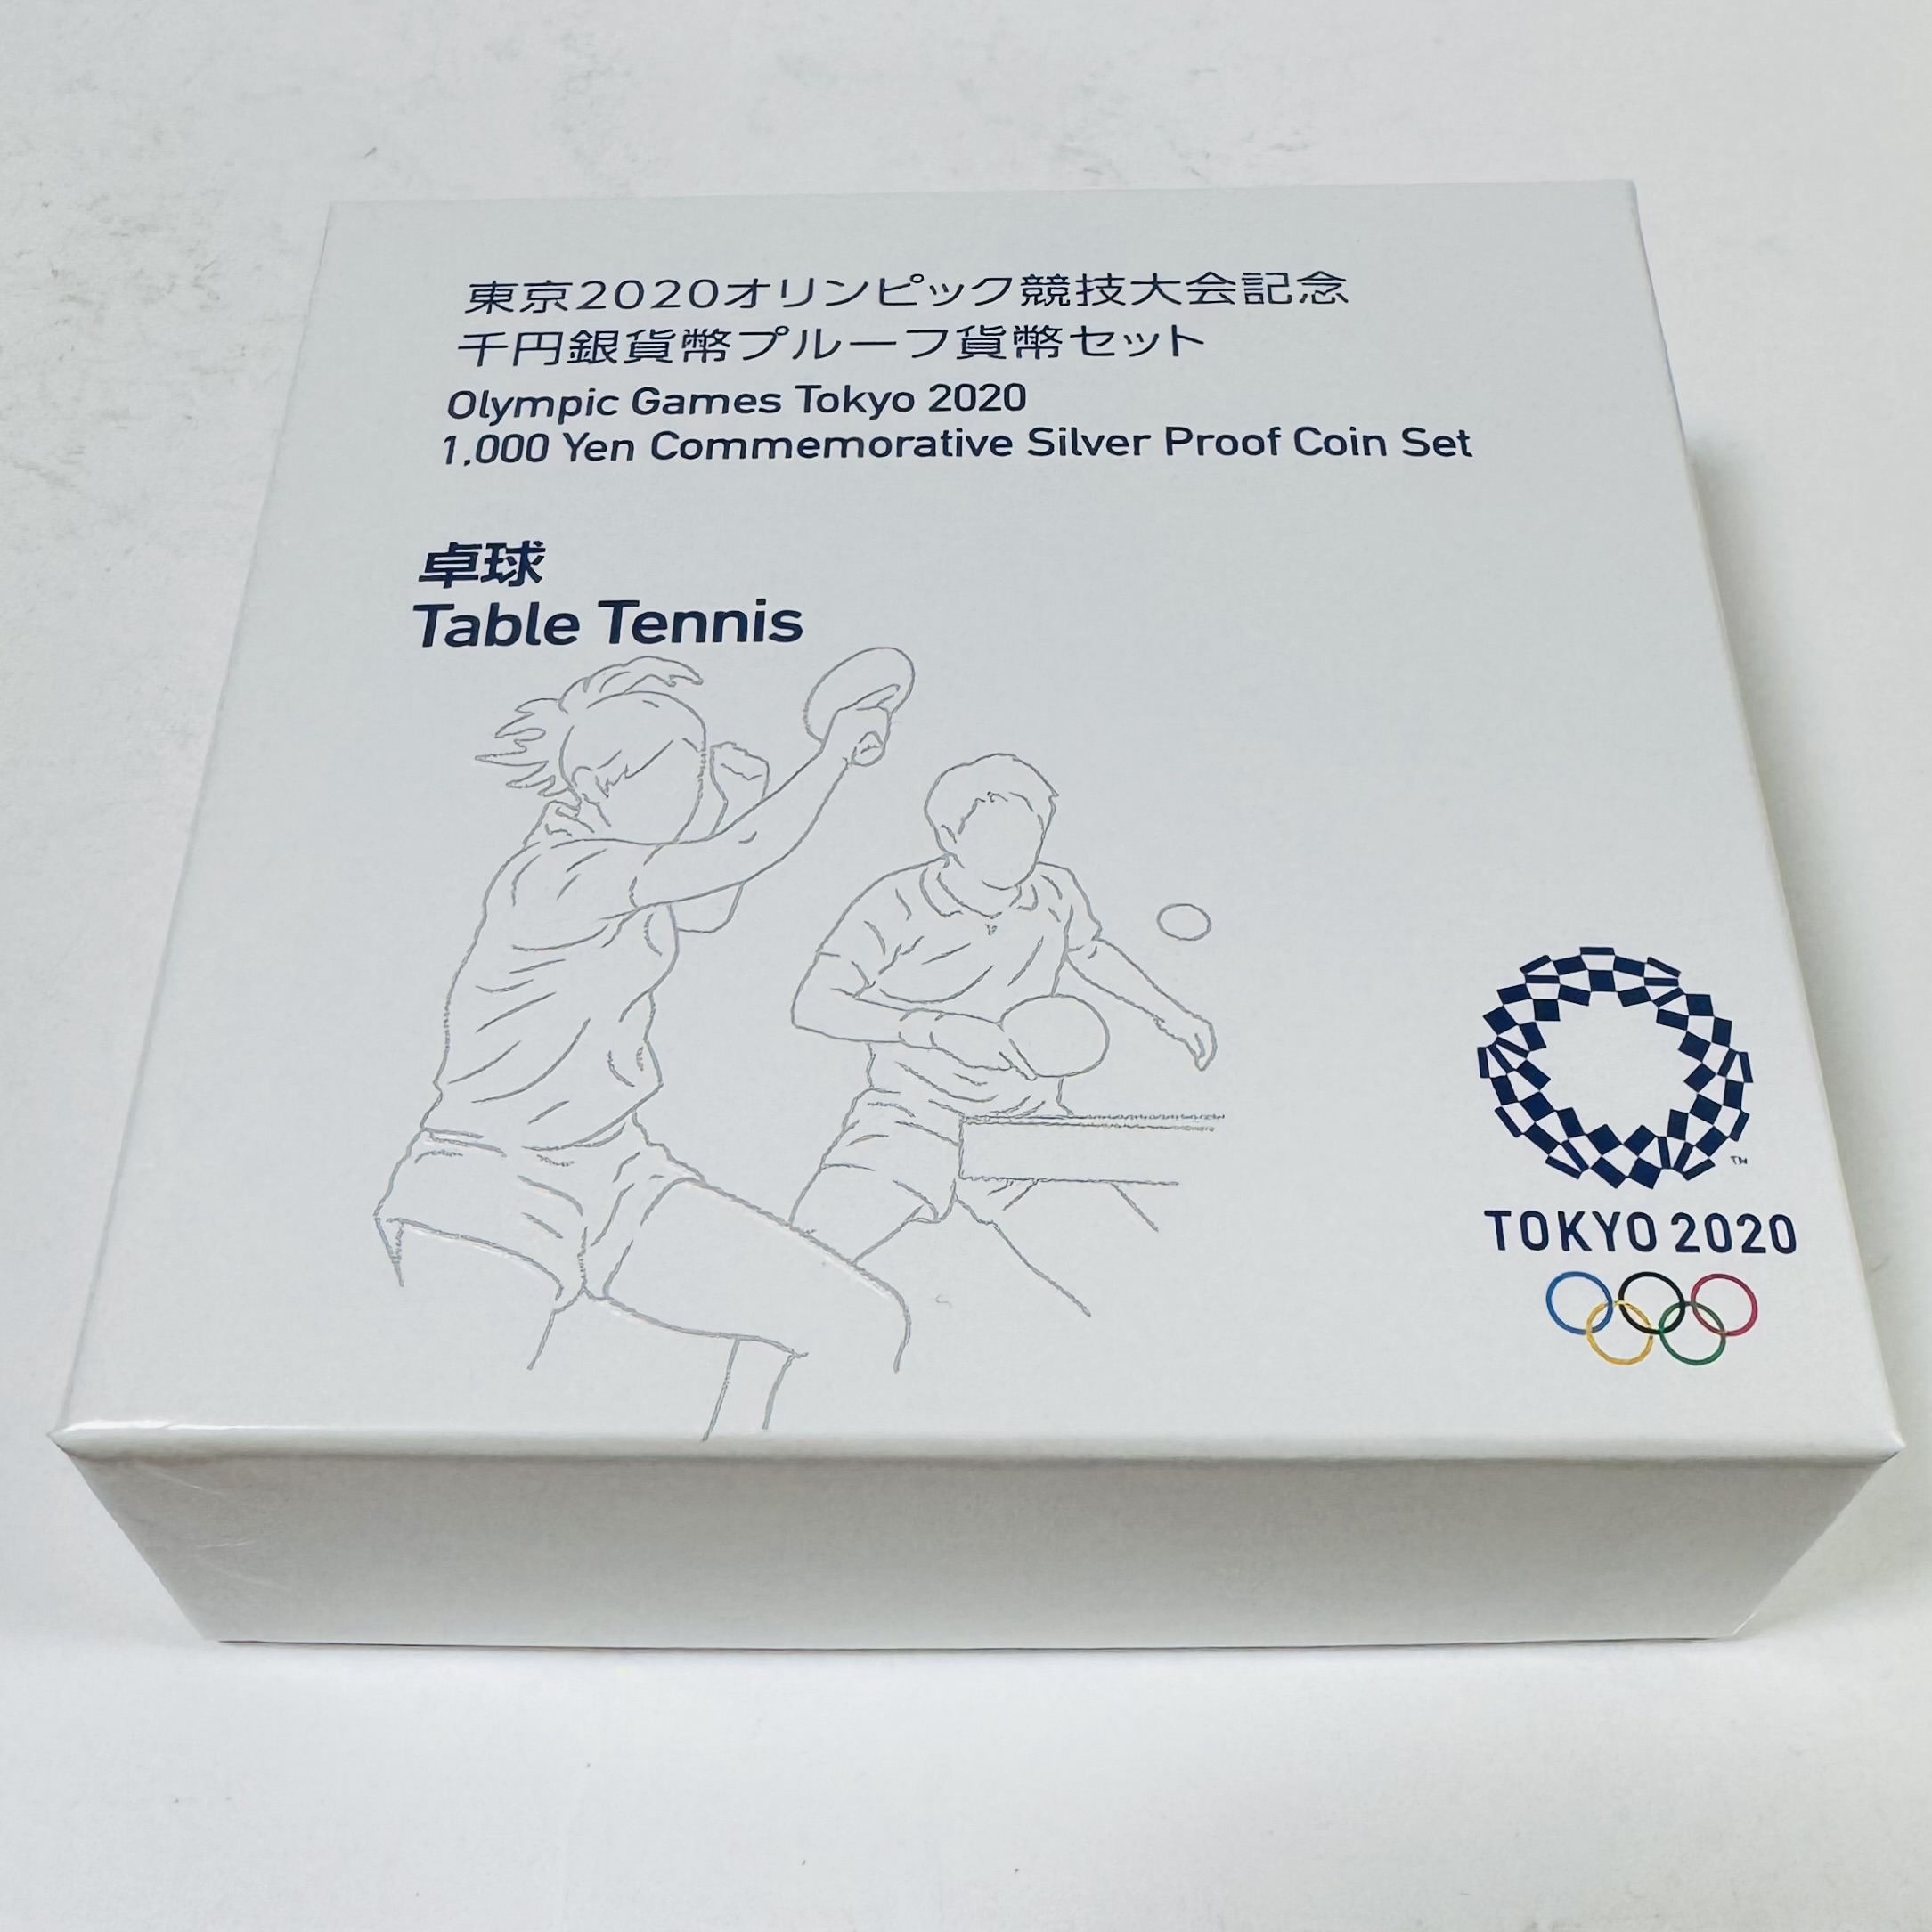 東京2020オリンピック競技大会記念
千円銀貨幣プルーフ貨幣セット
Olympic Games Tokyo 2020
1,000 Yen Commemorative Silver Proof Coin Set
卓球
Table Tennis
TM
TOKYO 2020